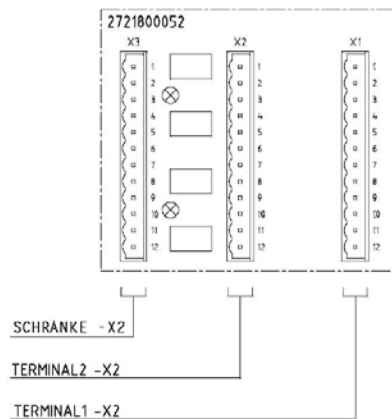 2721800052
X3 X2 X1
1 1 1
2 2 2
3 3 3
4 4 4
5 5 5
6 6 6
7 7 7
8 8 8
9 9 9
10 10 10
11 11 11
12 12 12
SCHRANKE -X2
TERMINAL2 -X2
TERMINAL1 -X2